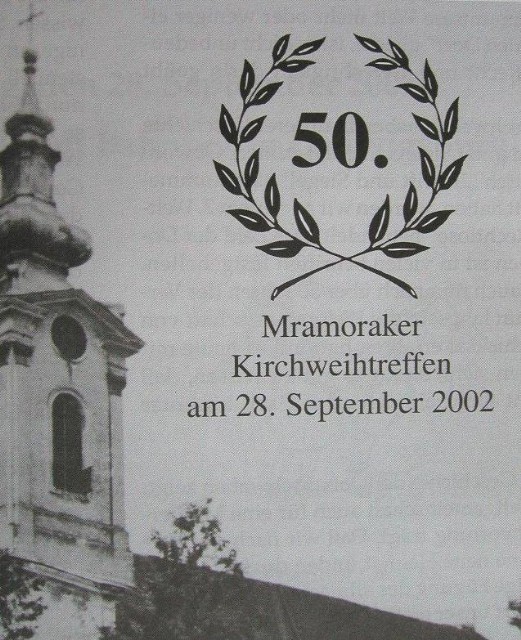 50.
Mramoraker
Kirchweihtreffen
am 28. September 2002